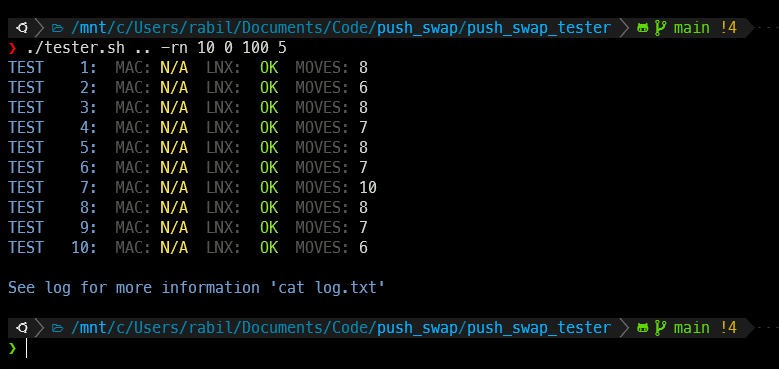 /mnt/c/Users/rabil/Documents/Code/push_swap/push_swap_tester main !4
❯ ./tester.sh .. -rn 10 0 100 5
TEST 1: MAC: N/A LNX: OK MOVES: 8
TEST 2: MAC: N/A LNX: OK MOVES: 6
TEST 3: MAC: N/A LNX: OK MOVES: 8
TEST 4: MAC: N/A LNX: OK MOVES: 7
TEST 5: MAC: N/A LNX: OK MOVES: 8
TEST 6: MAC: N/A LNX: OK MOVES: 7
TEST 7: MAC: N/A LNX: OK MOVES: 10
TEST 8: MAC: N/A LNX: OK MOVES: 8
TEST 9: MAC: N/A LNX: OK MOVES: 7
TEST 10: MAC: N/A LNX: OK MOVES: 6
See log for more information 'cat log.txt'
/mnt/c/Users/rabil/Documents/Code/push_swap/push_swap_tester main !4
❯